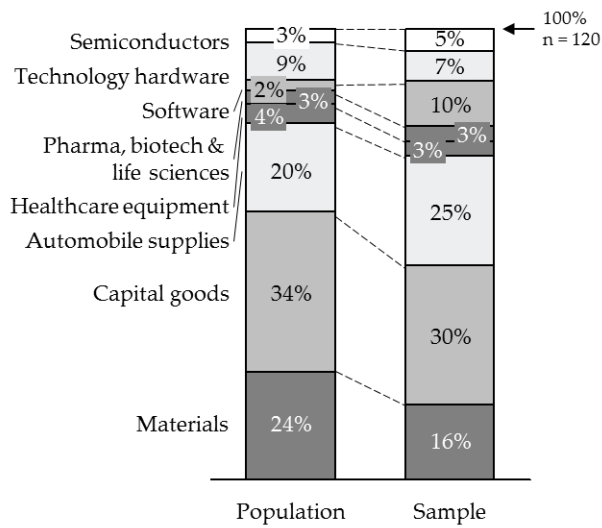 100%
n = 120
Semiconductors
3%
5%
Technology hardware
9%
7%
Software
2%
3%
10%
Pharma, biotech &
life sciences
4%
3%
3%
Healthcare equipment
20%
25%
Automobile supplies
Capital goods
34%
30%
Materials
24%
16%
Population
Sample